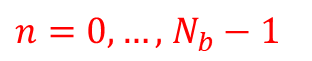 n = 0, … , N_b − 1